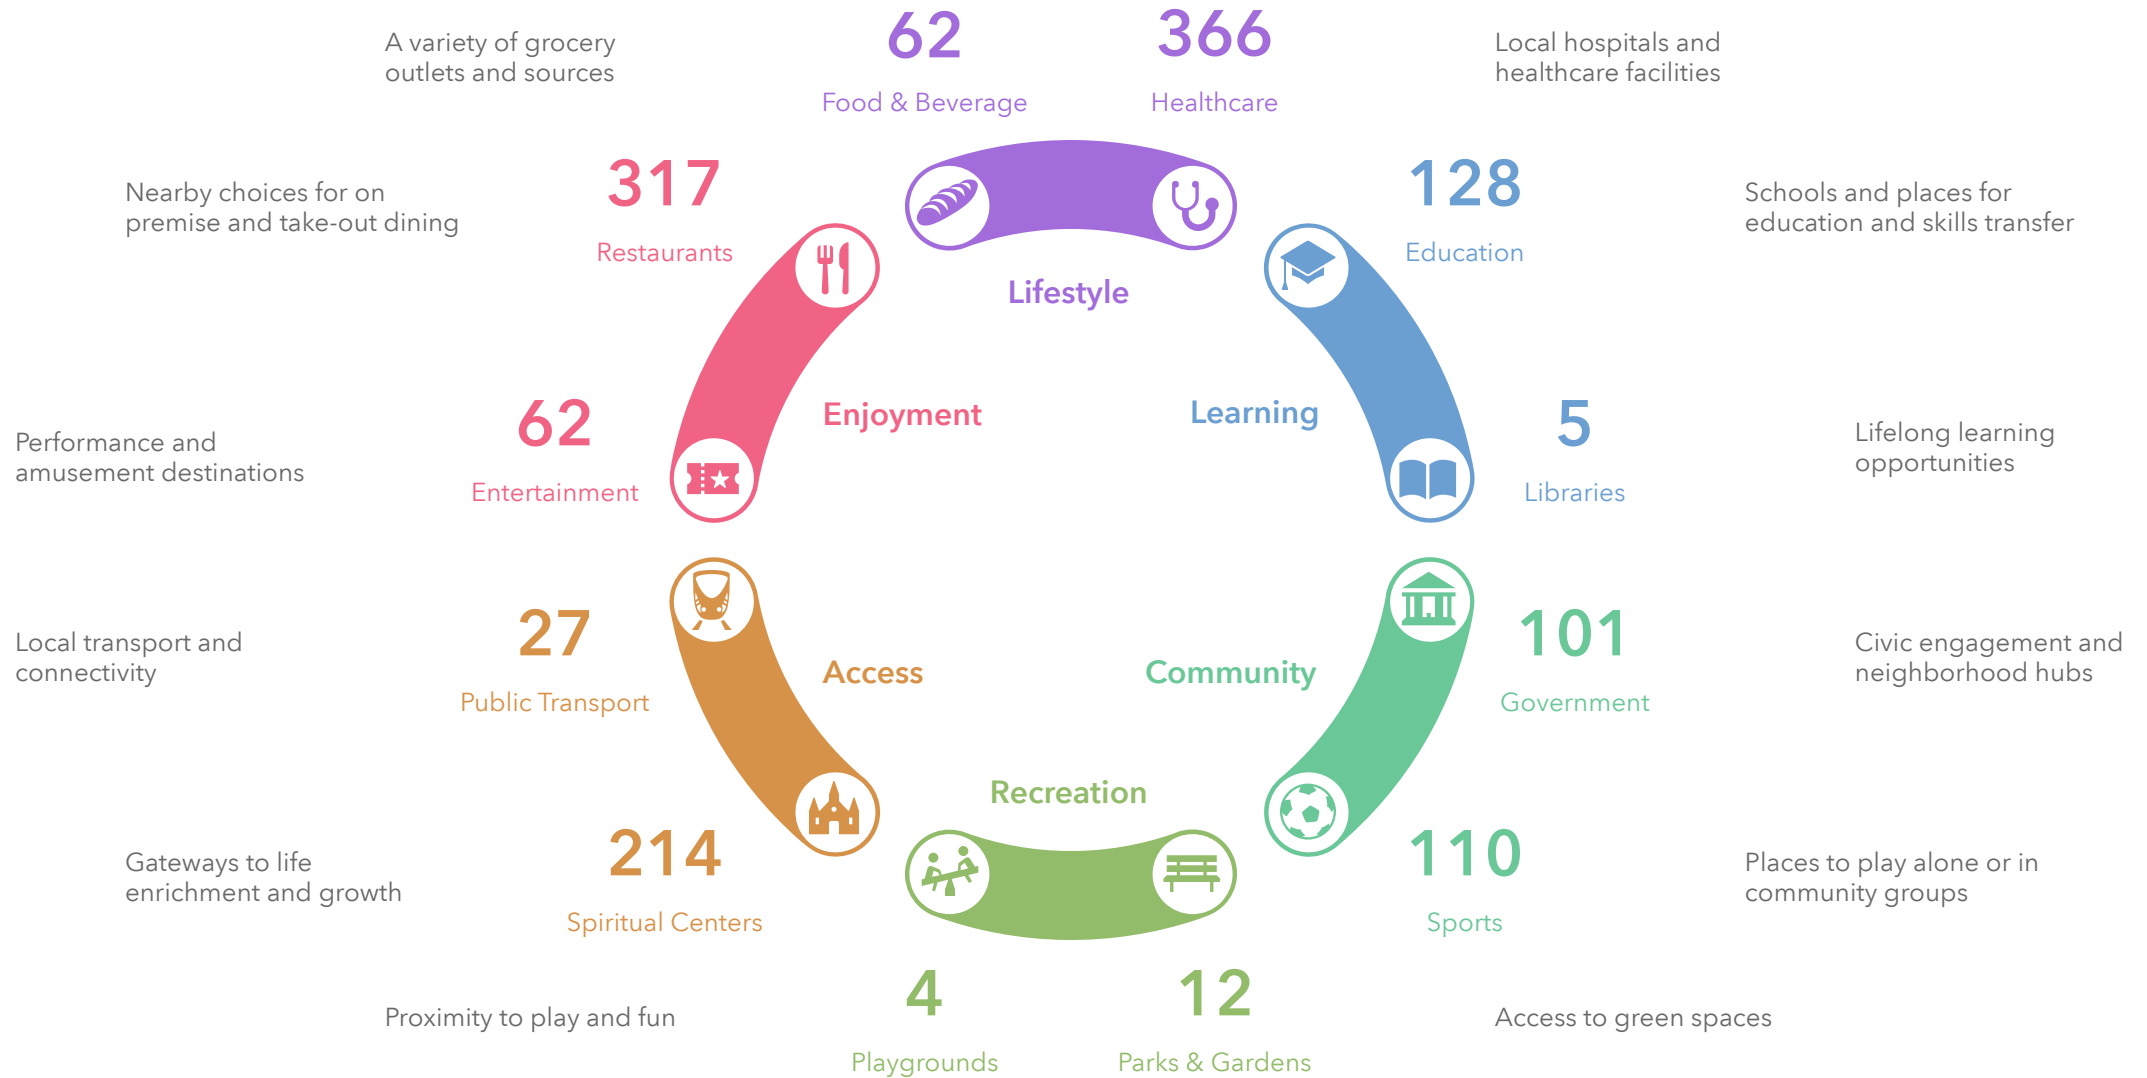 A variety of grocery
outlets and sources
62
Food & Beverage
366
Healthcare
Local hospitals and
healthcare facilities
Nearby choices for on
premise and take-out dining
317
Restaurants
128
Education
Schools and places for
education and skills transfer
Lifestyle
Performance and
amusement destinations
62
Entertainment
Enjoyment
Learning
5
Libraries
Lifelong learning
opportunities
Local transport and
connectivity
27
Public Transport
Access
Community
101
Government
Civic engagement and
neighborhood hubs
Recreation
Gateways to life
enrichment and growth
214
Spiritual Centers
110
Sports
Places to play alone or in
community groups
Proximity to play and fun
4
Playgrounds
12
Parks & Gardens
Access to green spaces